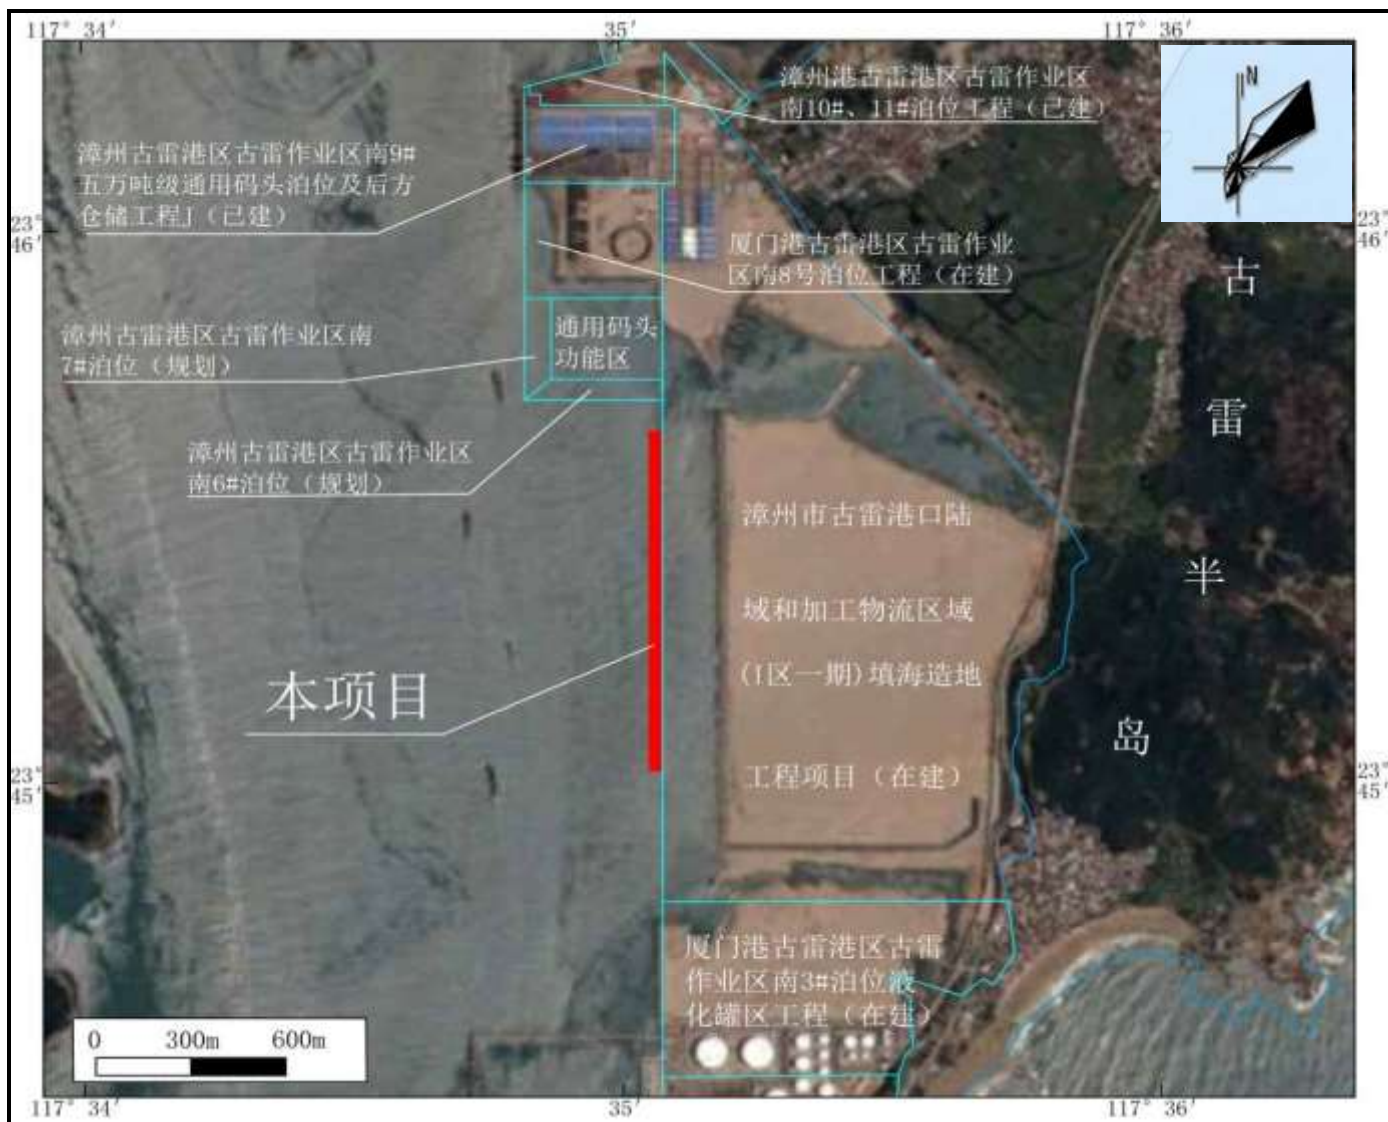 117° 34′
35′
117° 36′
N
漳州港古雷港区古雷作业区
南10#、11#泊位工程（已建）
漳州古雷港区古雷作业区南9#
五万吨级通用码头泊位及后方
仓储工程」（已建）
23°
46′
23°
46′
厦门港古雷港区古雷作业
区南8号泊位工程（在建）
古
雷
半
岛
漳州古雷港区古雷作业区南
7#泊位（规划）
通用码头
功能区
漳州古雷港区古雷作业区
南6#泊位（规划）
漳州市古雷港口陆
域和加工物流区域
(I区一期)填海造地
工程项目（在建）
本项目
23°
45′
23°
45′
厦门港古雷港区古雷
作业区南3#泊位液
化罐区工程（在建）
0 300m 600m
117° 34′
35′
117° 36′